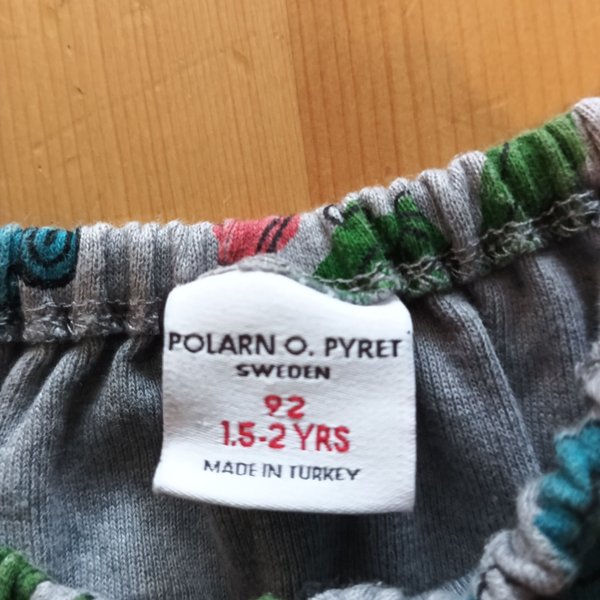 POLARN O. PYRET
SWEDEN
92
1.5-2 YRS
MADE IN TURKEY